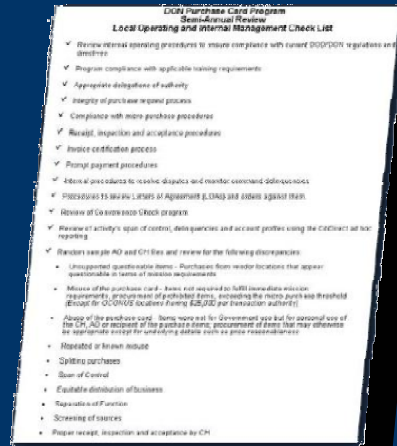 DON Purchase Card Program
Semi-Annual Review
Local Operating and Internal Management Check List
✓ Review internal operating procedures to ensure compliance with current DOD/DON regulations and
directives
✓ Program compliance with applicable training requirements
✓ Appropriate delegations of authority
✓ Integrity of purchase request process
✓ Compliance with micro purchase procedures
✓ Receipt, inspection and acceptance procedures
✓ Invoice certification process
✓ Prompt payment procedures
✓ Internal procedures to resolve disputes and monitor command delinquencies
✓ Procedures to review Letters of Agreement (LOAs) and orders against them
✓ Review of Convenience Check program
✓ Review of activity's span of control, delinquencies and account profiles using the CitiDirect ad hoc
reporting
✓ Random sample AO and CH files and review for the following discrepancies:
• Unsupported questionable items - Purchases from vendor locations that appear
questionable in terms of mission requirements
• Misuse of the purchase card - Items not required to fulfill immediate mission
requirements, procurement of prohibited items, exceeding the micro purchase threshold
(Except for OCONUS locations having $25,000 per transaction authority)
• Abuse of the purchase card - Items were not for Government use but for personal use of
the CH, AO or recipient of the purchase items; procurement of items that may otherwise
be appropriate except for underlying details such as price reasonableness
• Repeated or known misuse
• Splitting purchases
• Span of Control
• Equitable distribution of business
• Separation of Function
• Screening of sources
• Proper receipt, inspection and acceptance by CH